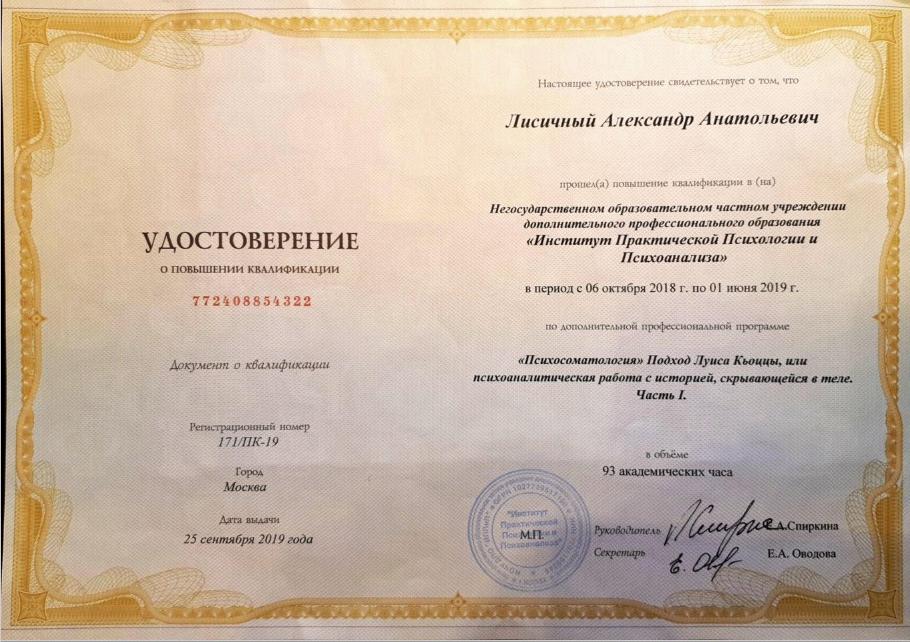 УДОСТОВЕРЕНИЕ
О ПОВЫШЕНИИ КВАЛИФИКАЦИИ
772408854322
Документ о квалификации
Регистрационный номер
171/ПК-19
Город
Москва
Дата выдачи
25 сентября 2019 года
Настоящее удостоверение свидетельствует о том, что
Лисичный Александр Анатольевич
прошел(а) повышение квалификации в (на)
Негосударственном образовательном частном учреждении
дополнительного профессионального образования
«Институт Практической Психологии и
Психоанализа»
в период с 06 октября 2018 г. по 01 июня 2019 г.
по дополнительной профессиональной программе
«Психосоматология» Подход Луиса Кьоццы, или
психоаналитическая работа с историей, скрывающейся в теле.
Часть I.
в объёме
93 академических часа
"Институт
Практической
Психоанализа"
М.П.
Руководитель
А.Спиркина
Секретарь
Е.А. Оводова